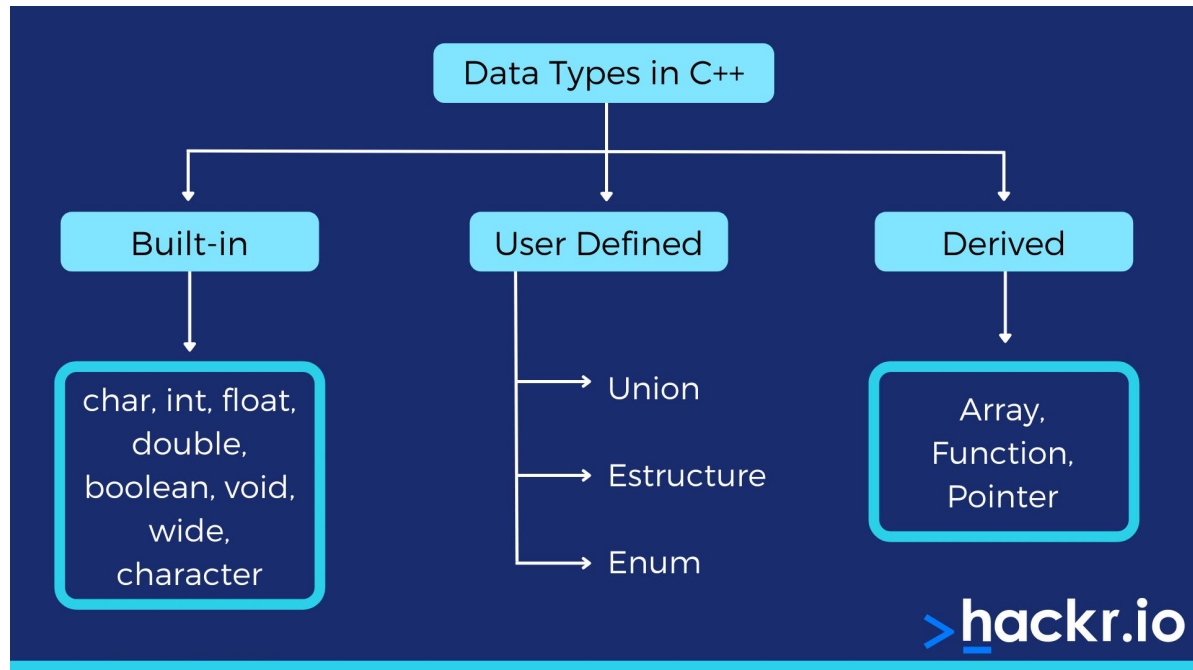 Data Types in C++
Built-in
User Defined
Derived
char, int, float,
double,
boolean, void,
wide,
character
Union
Estructure
Enum
Array,
Function,
Pointer
>hackr.io